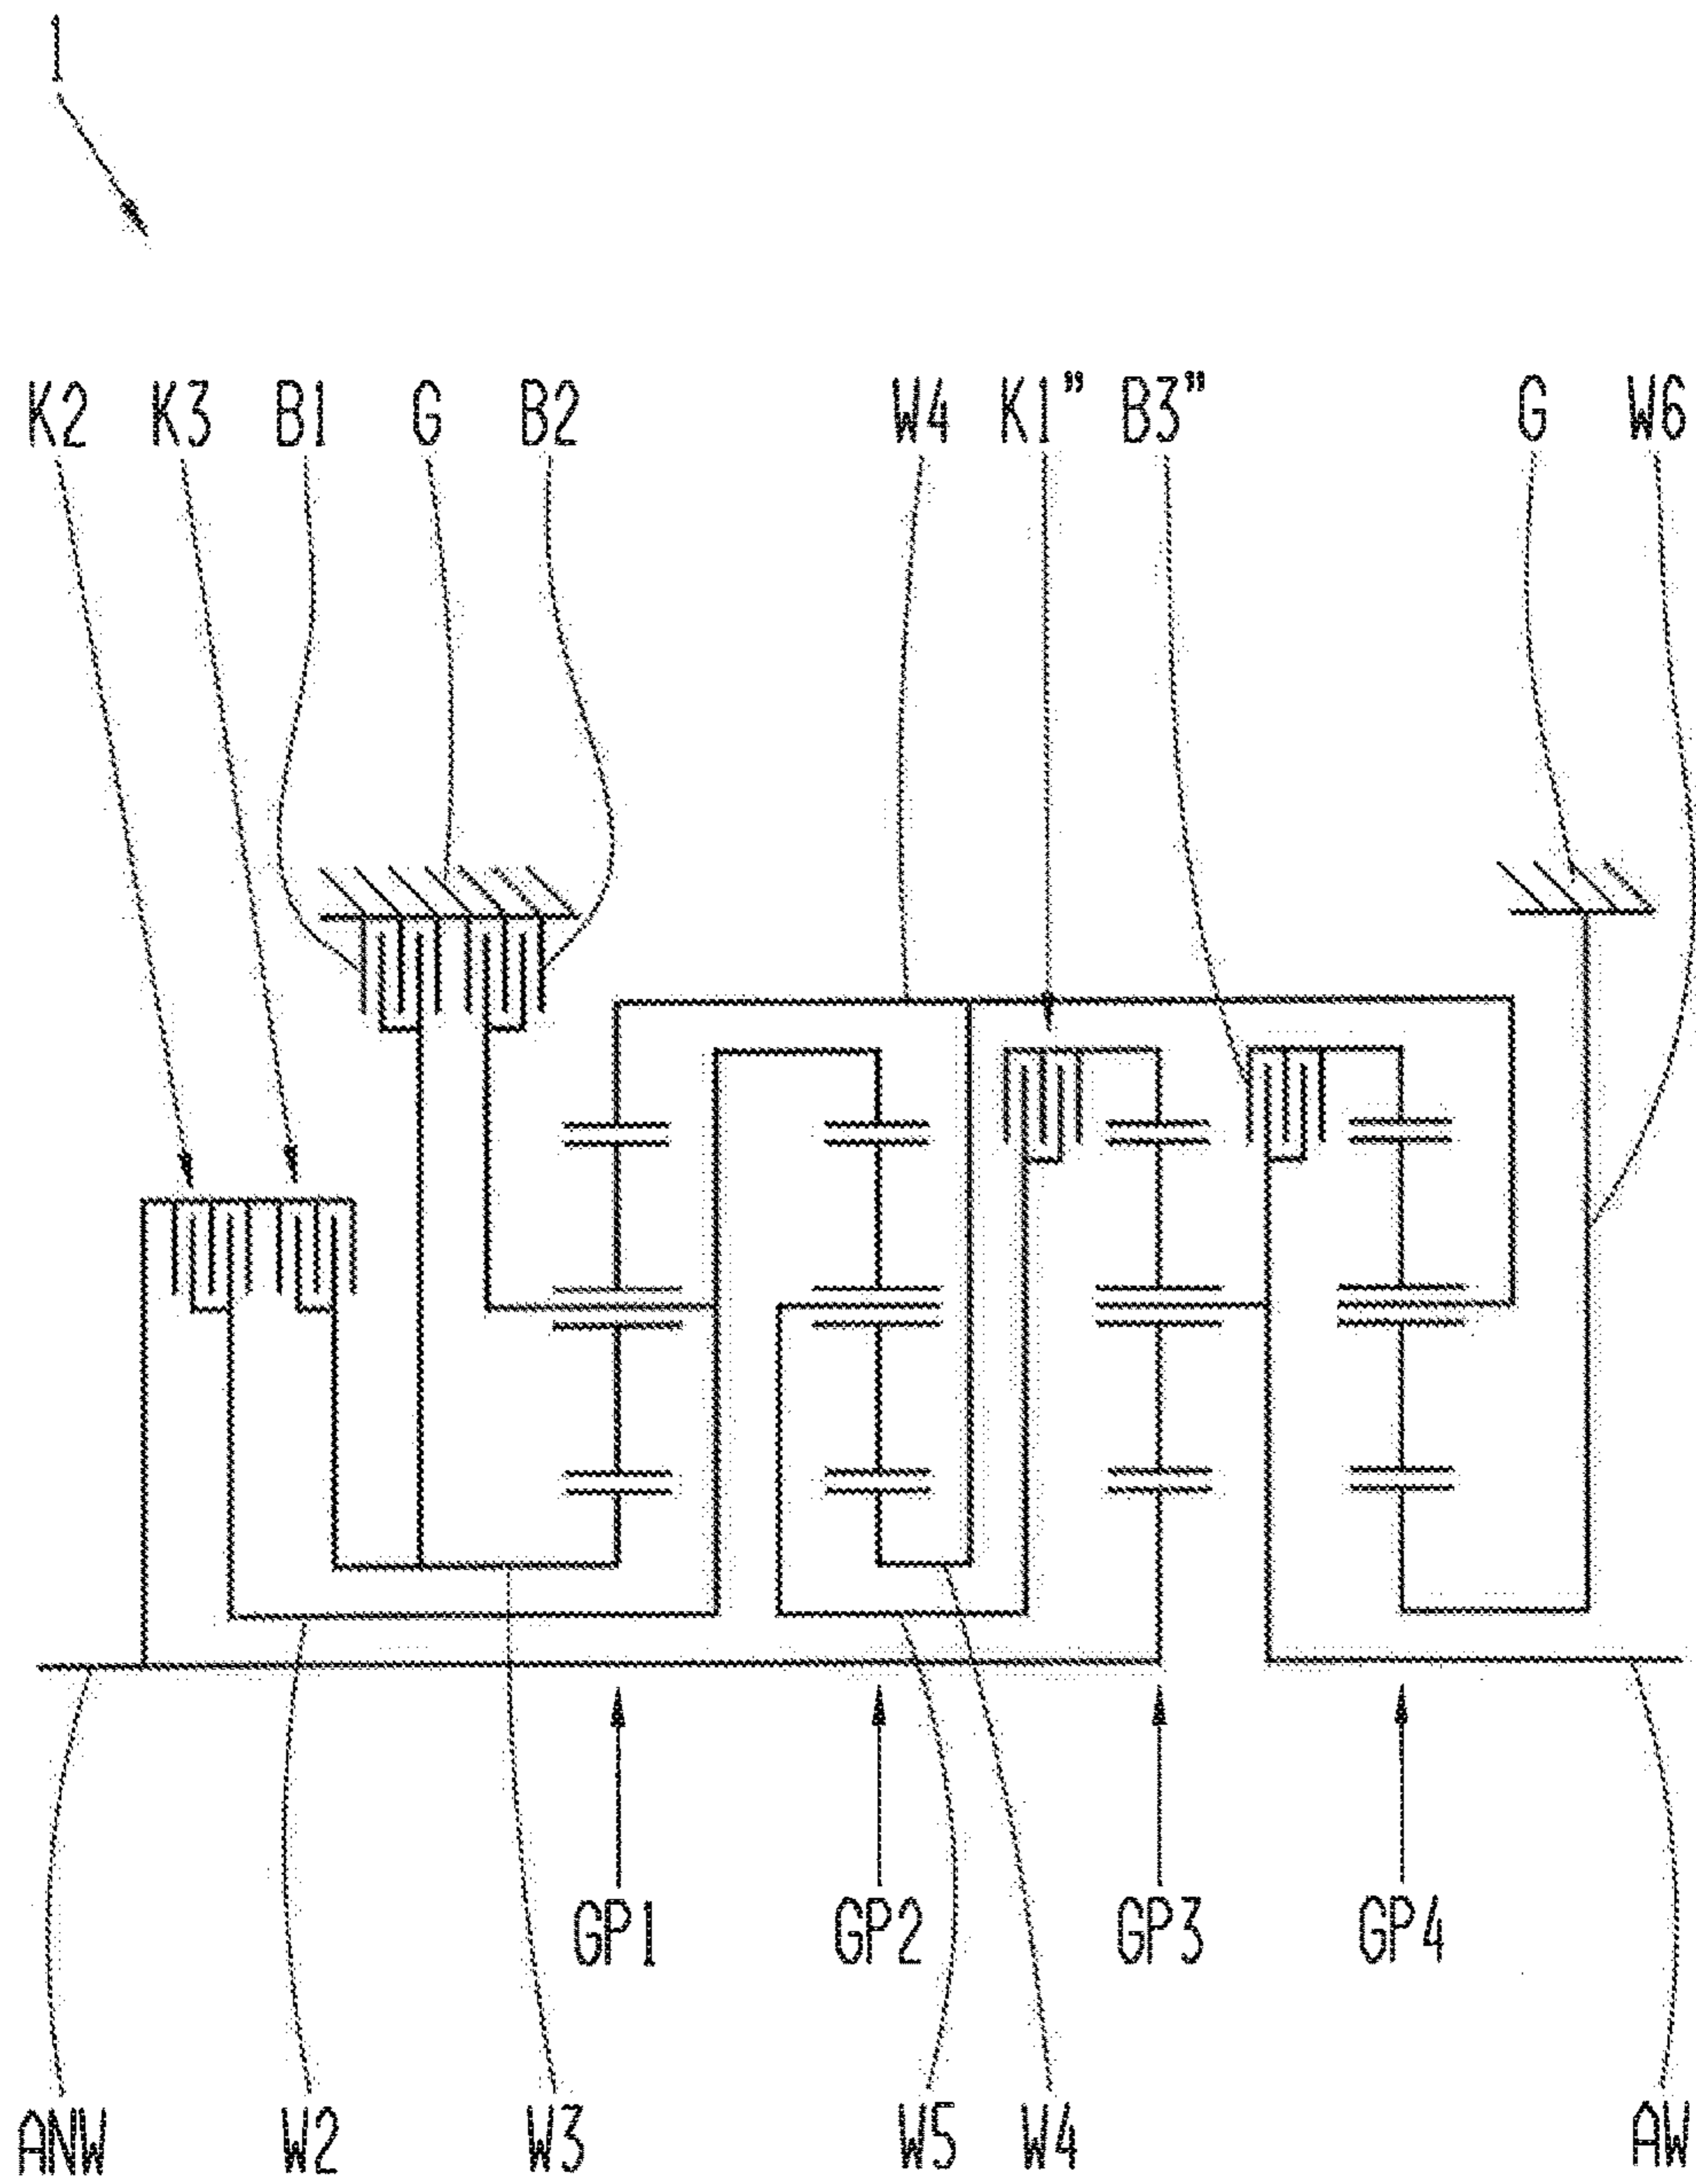 1
K2 K3 B1 G B2 W4 K1" B3" G W6
GP1 GP2 GP3 GP4
ANW W2 W3 W5 W4 AW